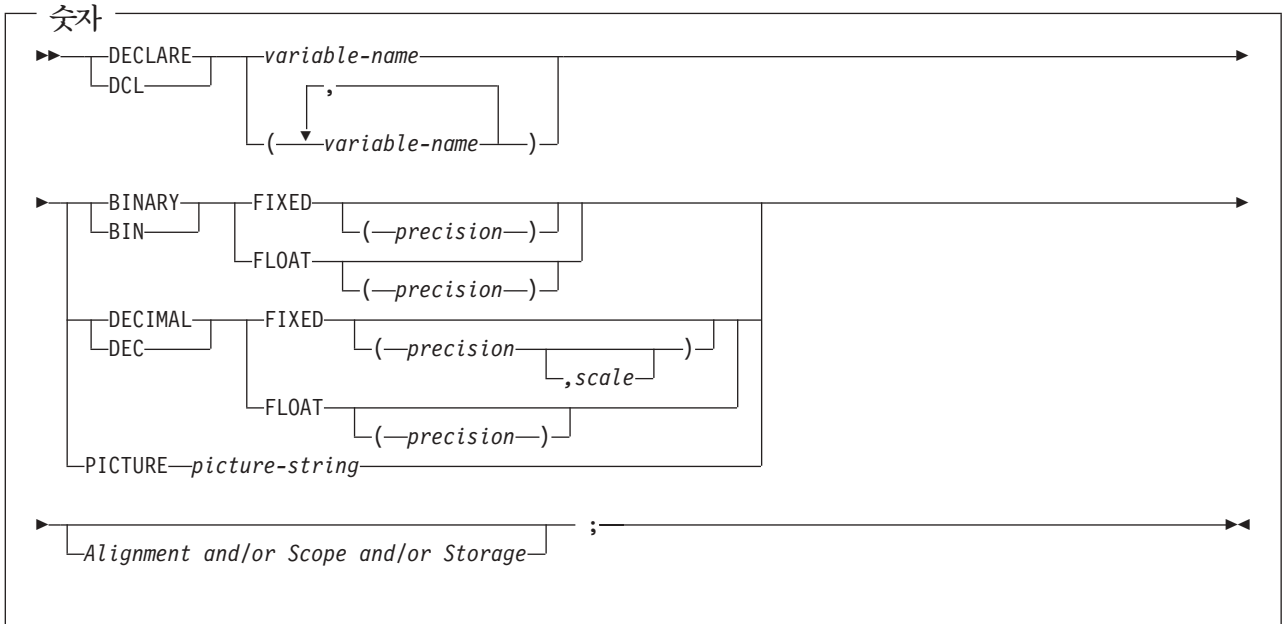 숫자
DECLARE variable-name
DCL ,
( variable-name )
BINARY FIXED
BIN ( precision )
FLOAT
( precision )
DECIMAL FIXED
DEC ( precision )
,scale
FLOAT
( precision )
PICTURE picture-string
;
Alignment and/or Scope and/or Storage